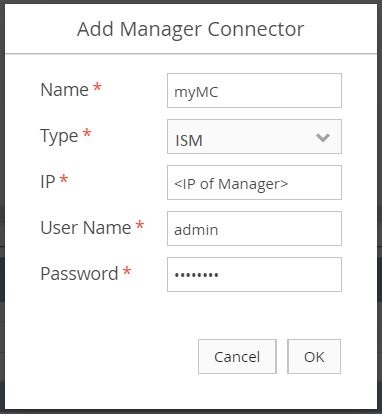 Add Manager Connector
Name * myMC
Type * ISM
IP * <IP of Manager>
User Name * admin
Password * ••••••••
Cancel OK